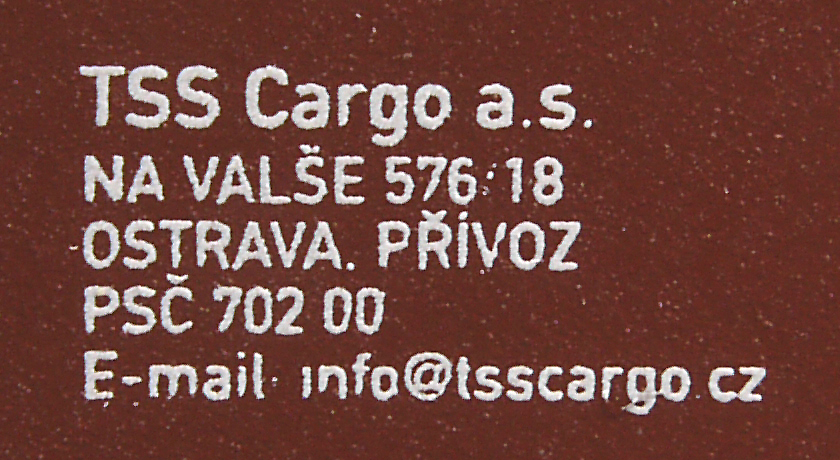 TSS Cargo a.s.
NA VALŠE 576/18
OSTRAVA. PŘÍVOZ
PSČ 702 00
E-mail: info@tsscargo.cz